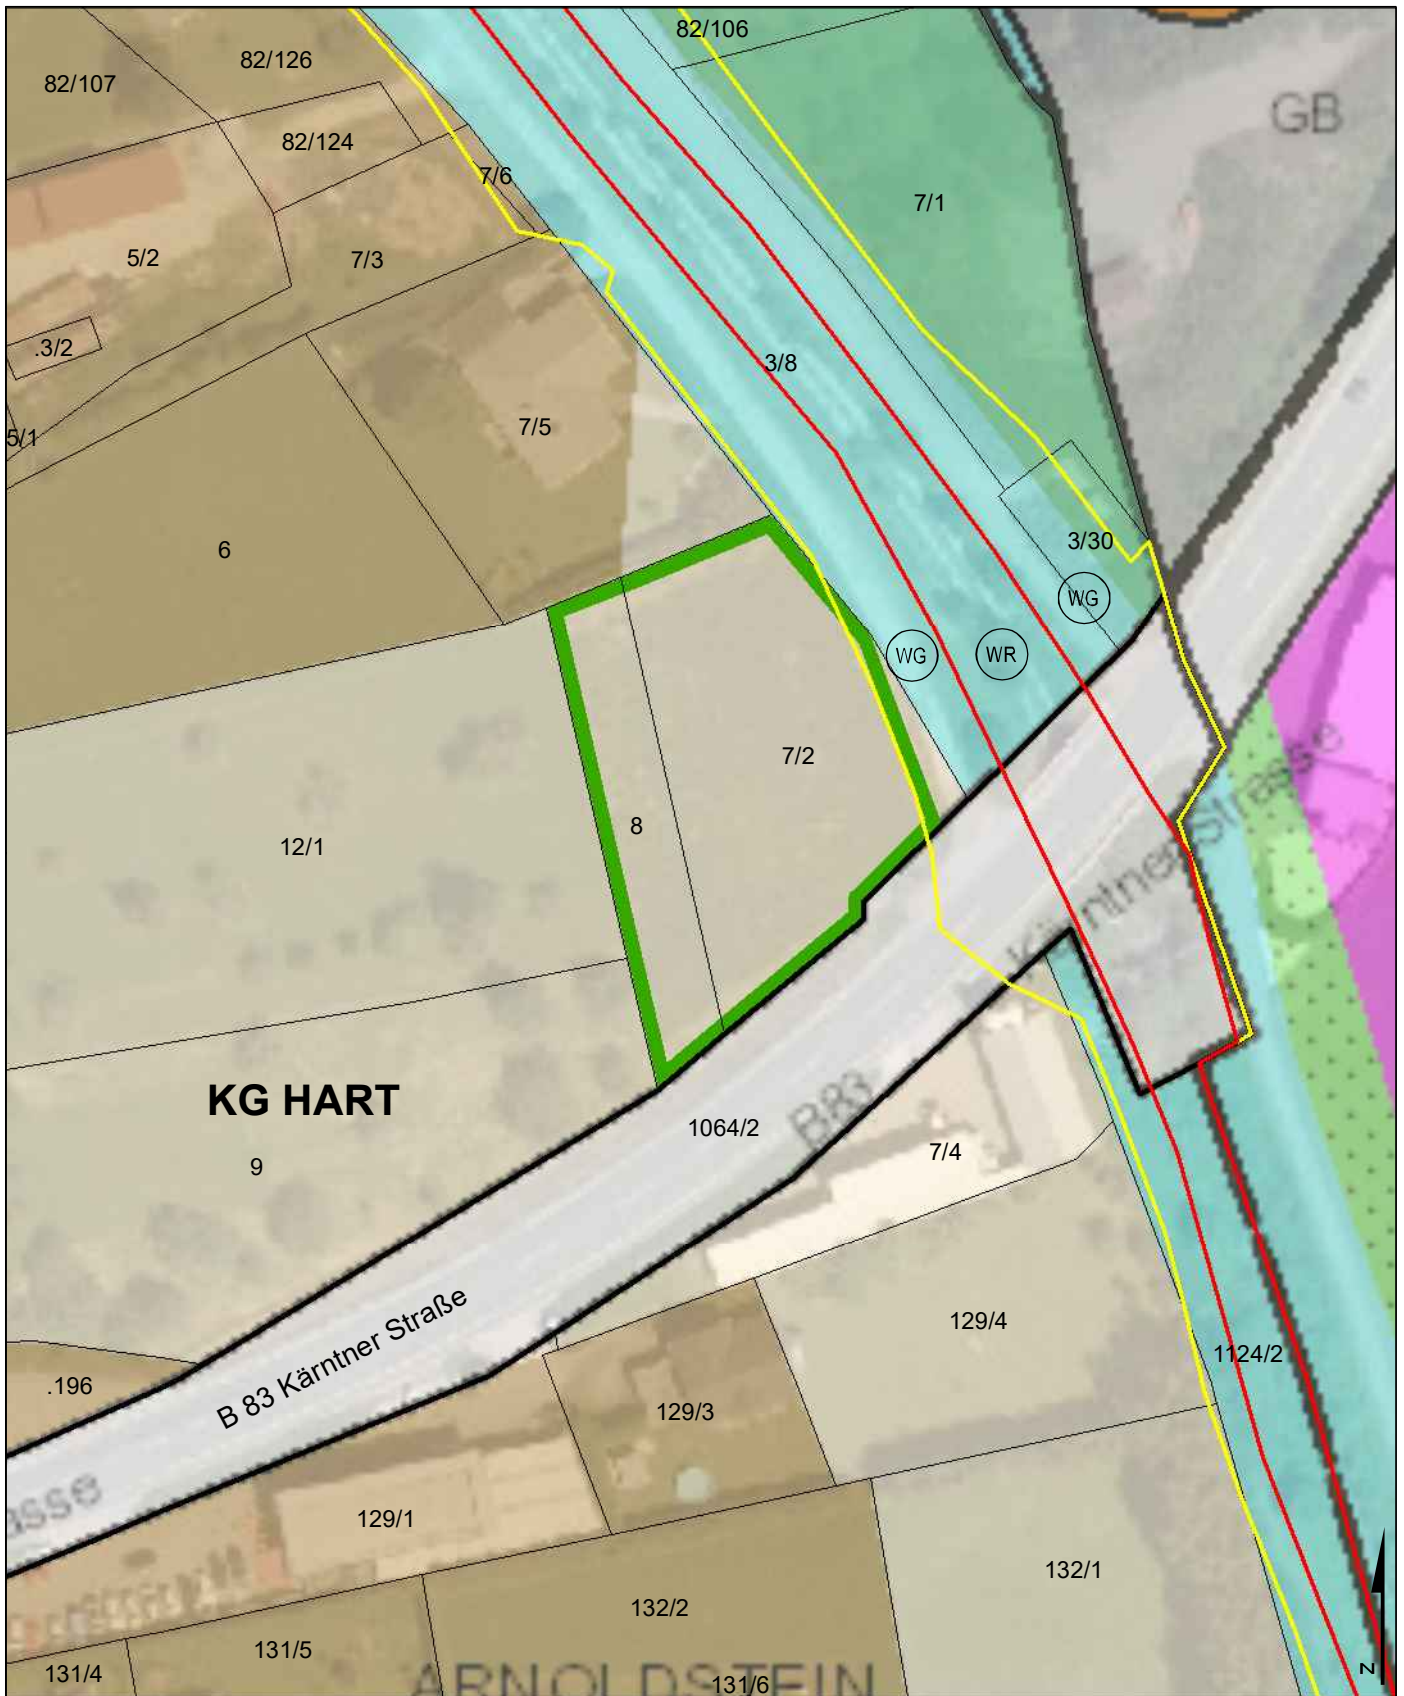 82/106
82/126
82/107
GB
82/124
7/6
7/1
5/2
7/3
.3/2
3/8
7/5
5/1
6
3/30
WG
WG
WR
7/2
8
12/1
Kärntner Strasse
KG HART
B83
1064/2
7/4
9
B 83 Kärntner Straße
129/4
1124/2
.196
129/3
asse
129/1
132/1
132/2
131/5
131/4
ARNOLDSTEIN
131/6
N